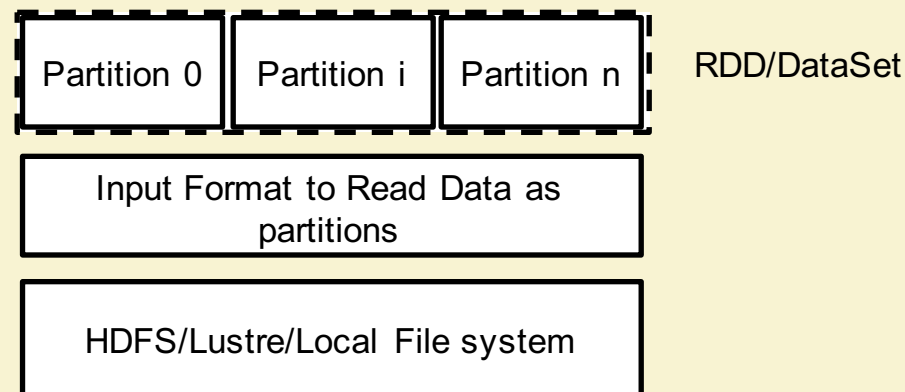 Partition 0 Partition i Partition n RDD/DataSet
Input Format to Read Data as
partitions
HDFS/Lustre/Local File system